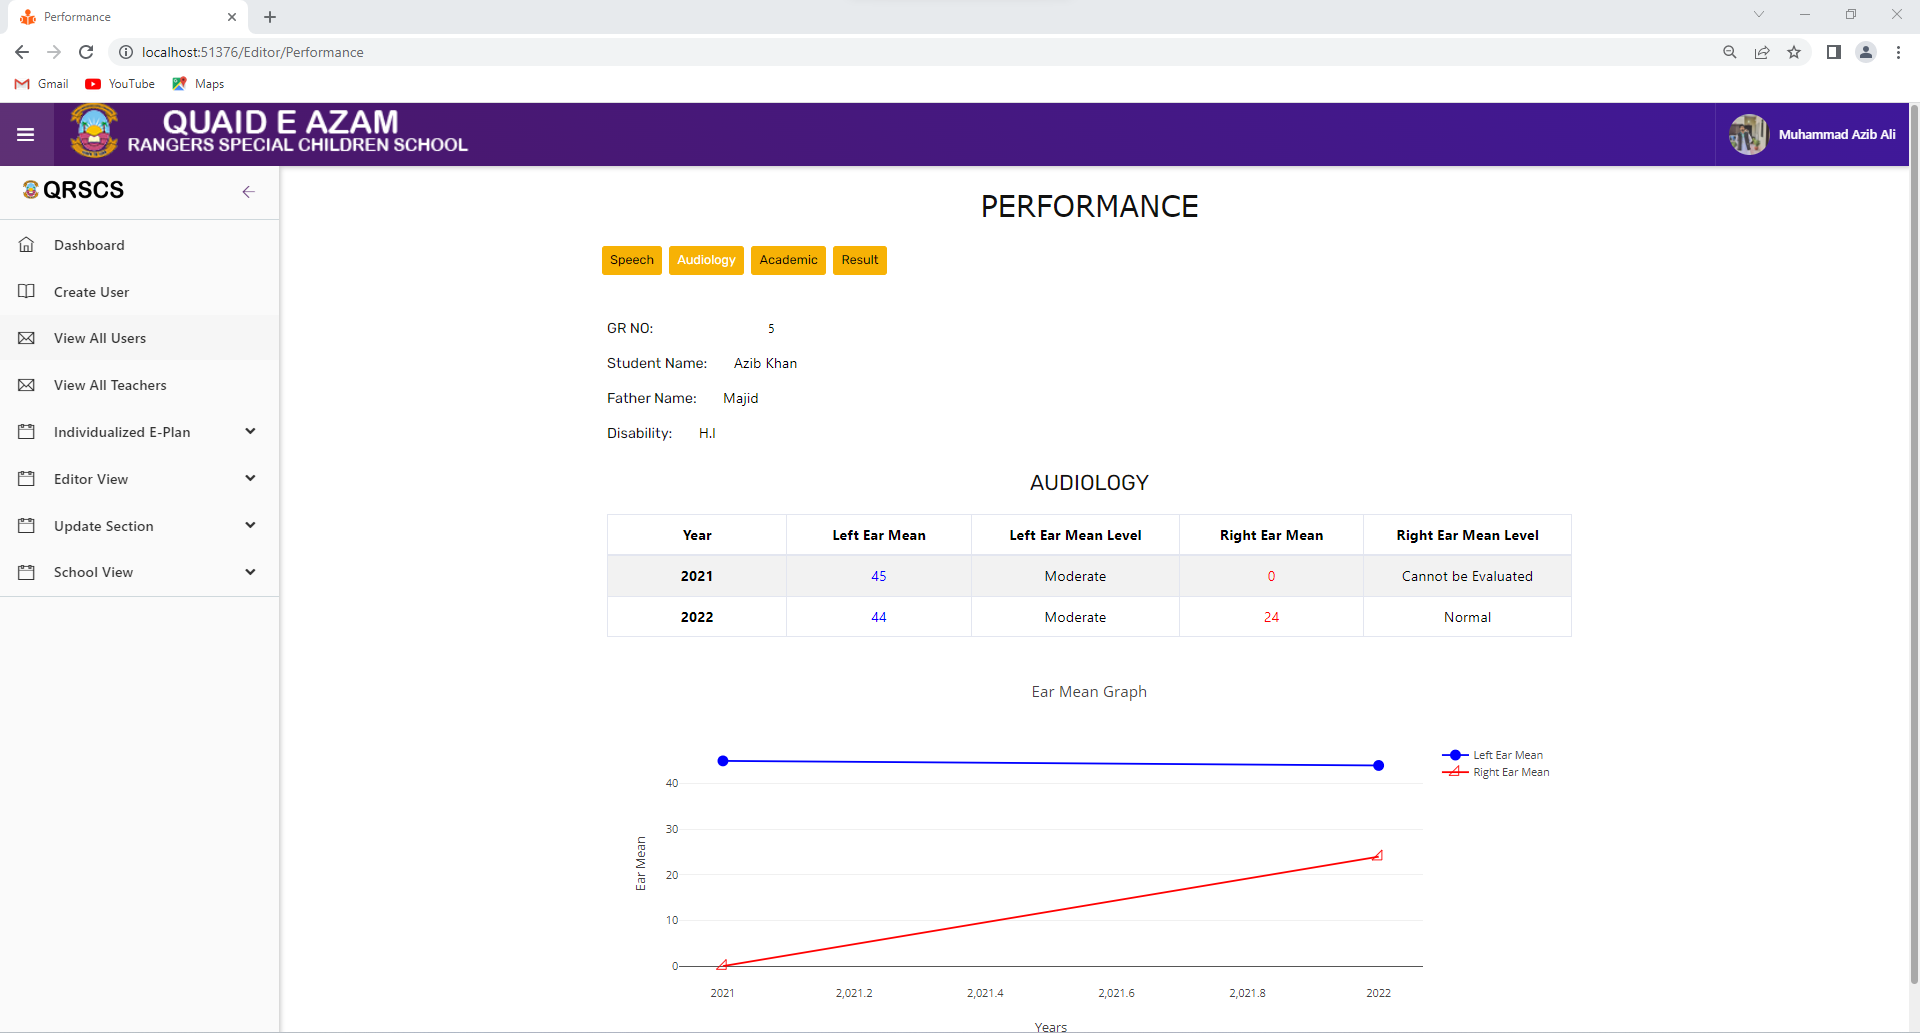 Performance
localhost:51376/Editor/Performance
Gmail YouTube Maps
QUAID E AZAM
RANGERS SPECIAL CHILDREN SCHOOL
Muhammad Azib Ali
QRSCS
Dashboard
Create User
View All Users
View All Teachers
Individualized E-Plan
Editor View
Update Section
School View
PERFORMANCE
Speech Audiology Academic Result
GR NO: 5
Student Name: Azib Khan
Father Name: Majid
Disability: H.I
AUDIOLOGY
Year Left Ear Mean Left Ear Mean Level Right Ear Mean Right Ear Mean Level
2021 45 Moderate 0 Cannot be Evaluated
2022 44 Moderate 24 Normal
Ear Mean Graph
Left Ear Mean
Right Ear Mean
Ear Mean
40
30
20
10
0
2021 2,021.2 2,021.4 2,021.6 2,021.8 2022
Years